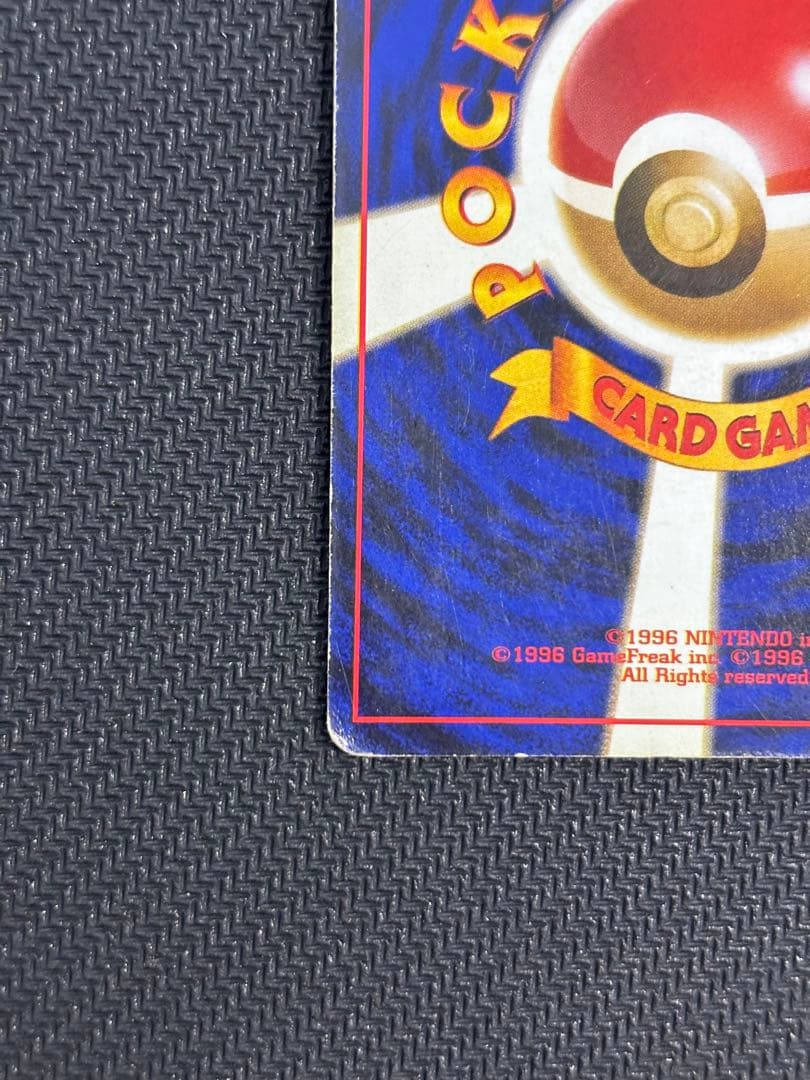 POCK
CARD GAM
©1996 NINTENDO
©1996 GameFreak inc. ©1996
All Rights reserved